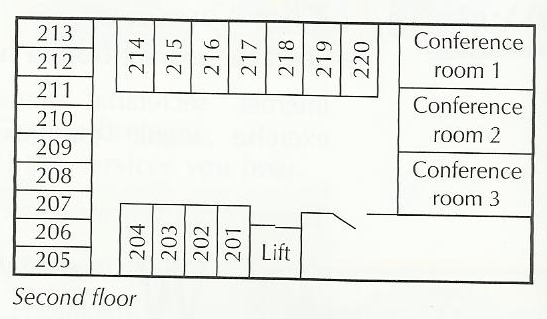 213
212
211
210
209
208
207
206
205
214
215
216
217
218
219
220
Conference
room 1
Conference
room 2
Conference
room 3
204
203
202
201
Lift
Second floor